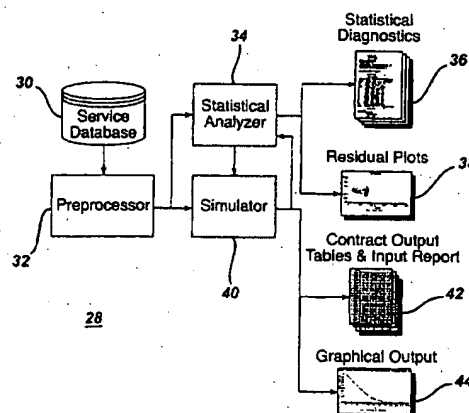 Statistical
Diagnostics
34
36
30
Service
Database
Statistical
Analyzer
Residual Plots
Preprocessor
Simulator
32
40
Contract Output
Tables & Input Report
42
28
Graphical Output
44